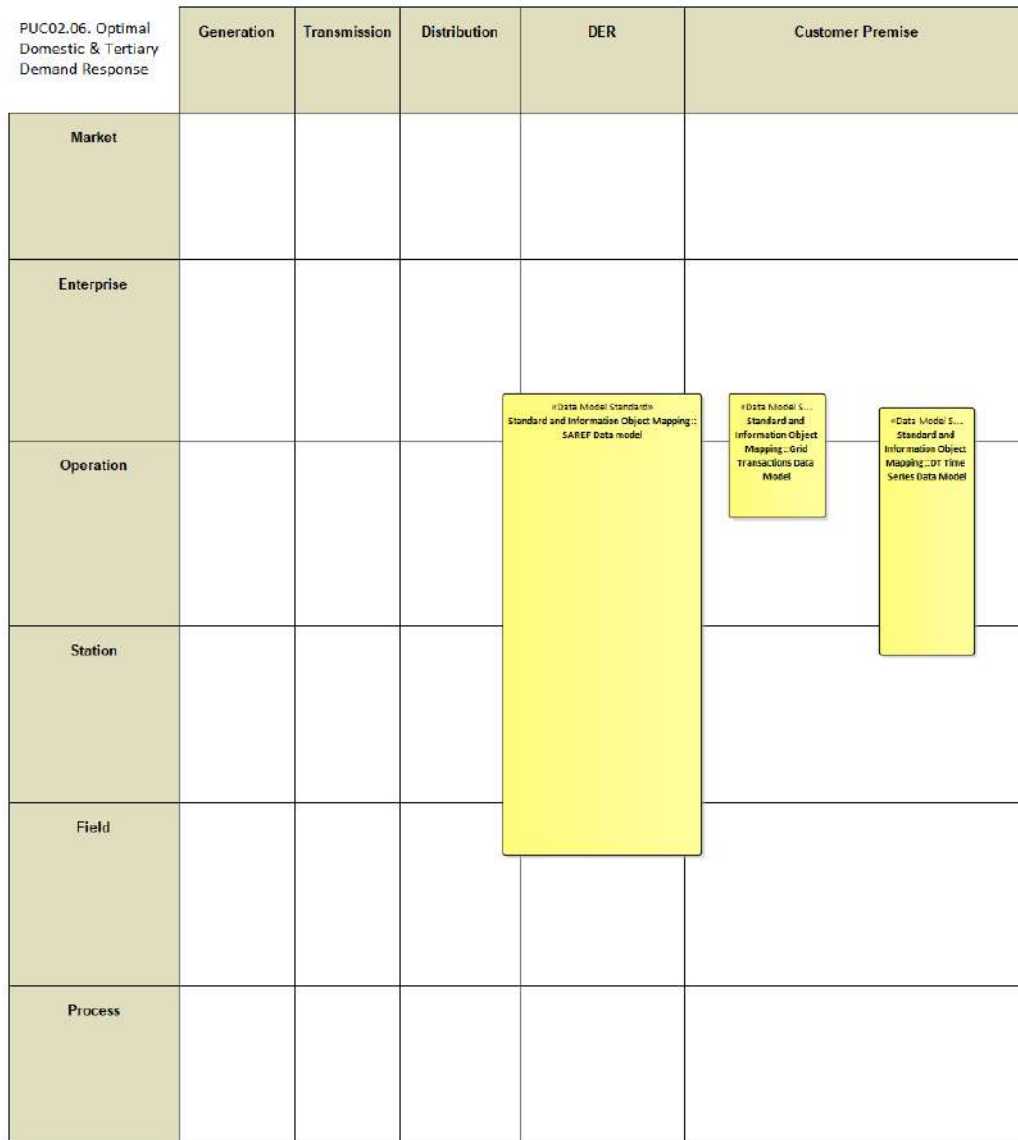 PUC02.06. Optimal
Domestic & Tertiary
Demand Response
Generation
Transmission
Distribution
DER
Customer Premise
Market
Enterprise
«Data Model Standard»
Standard and Information Object Mapping::
SAREF Data model
«Data Model S...
Standard and
Information Object
Mapping::Grid
Transactions Data
Model
«Data Model S...
Standard and
Information Object
Mapping::DT Time
Series Data Model
Operation
Station
Field
Process